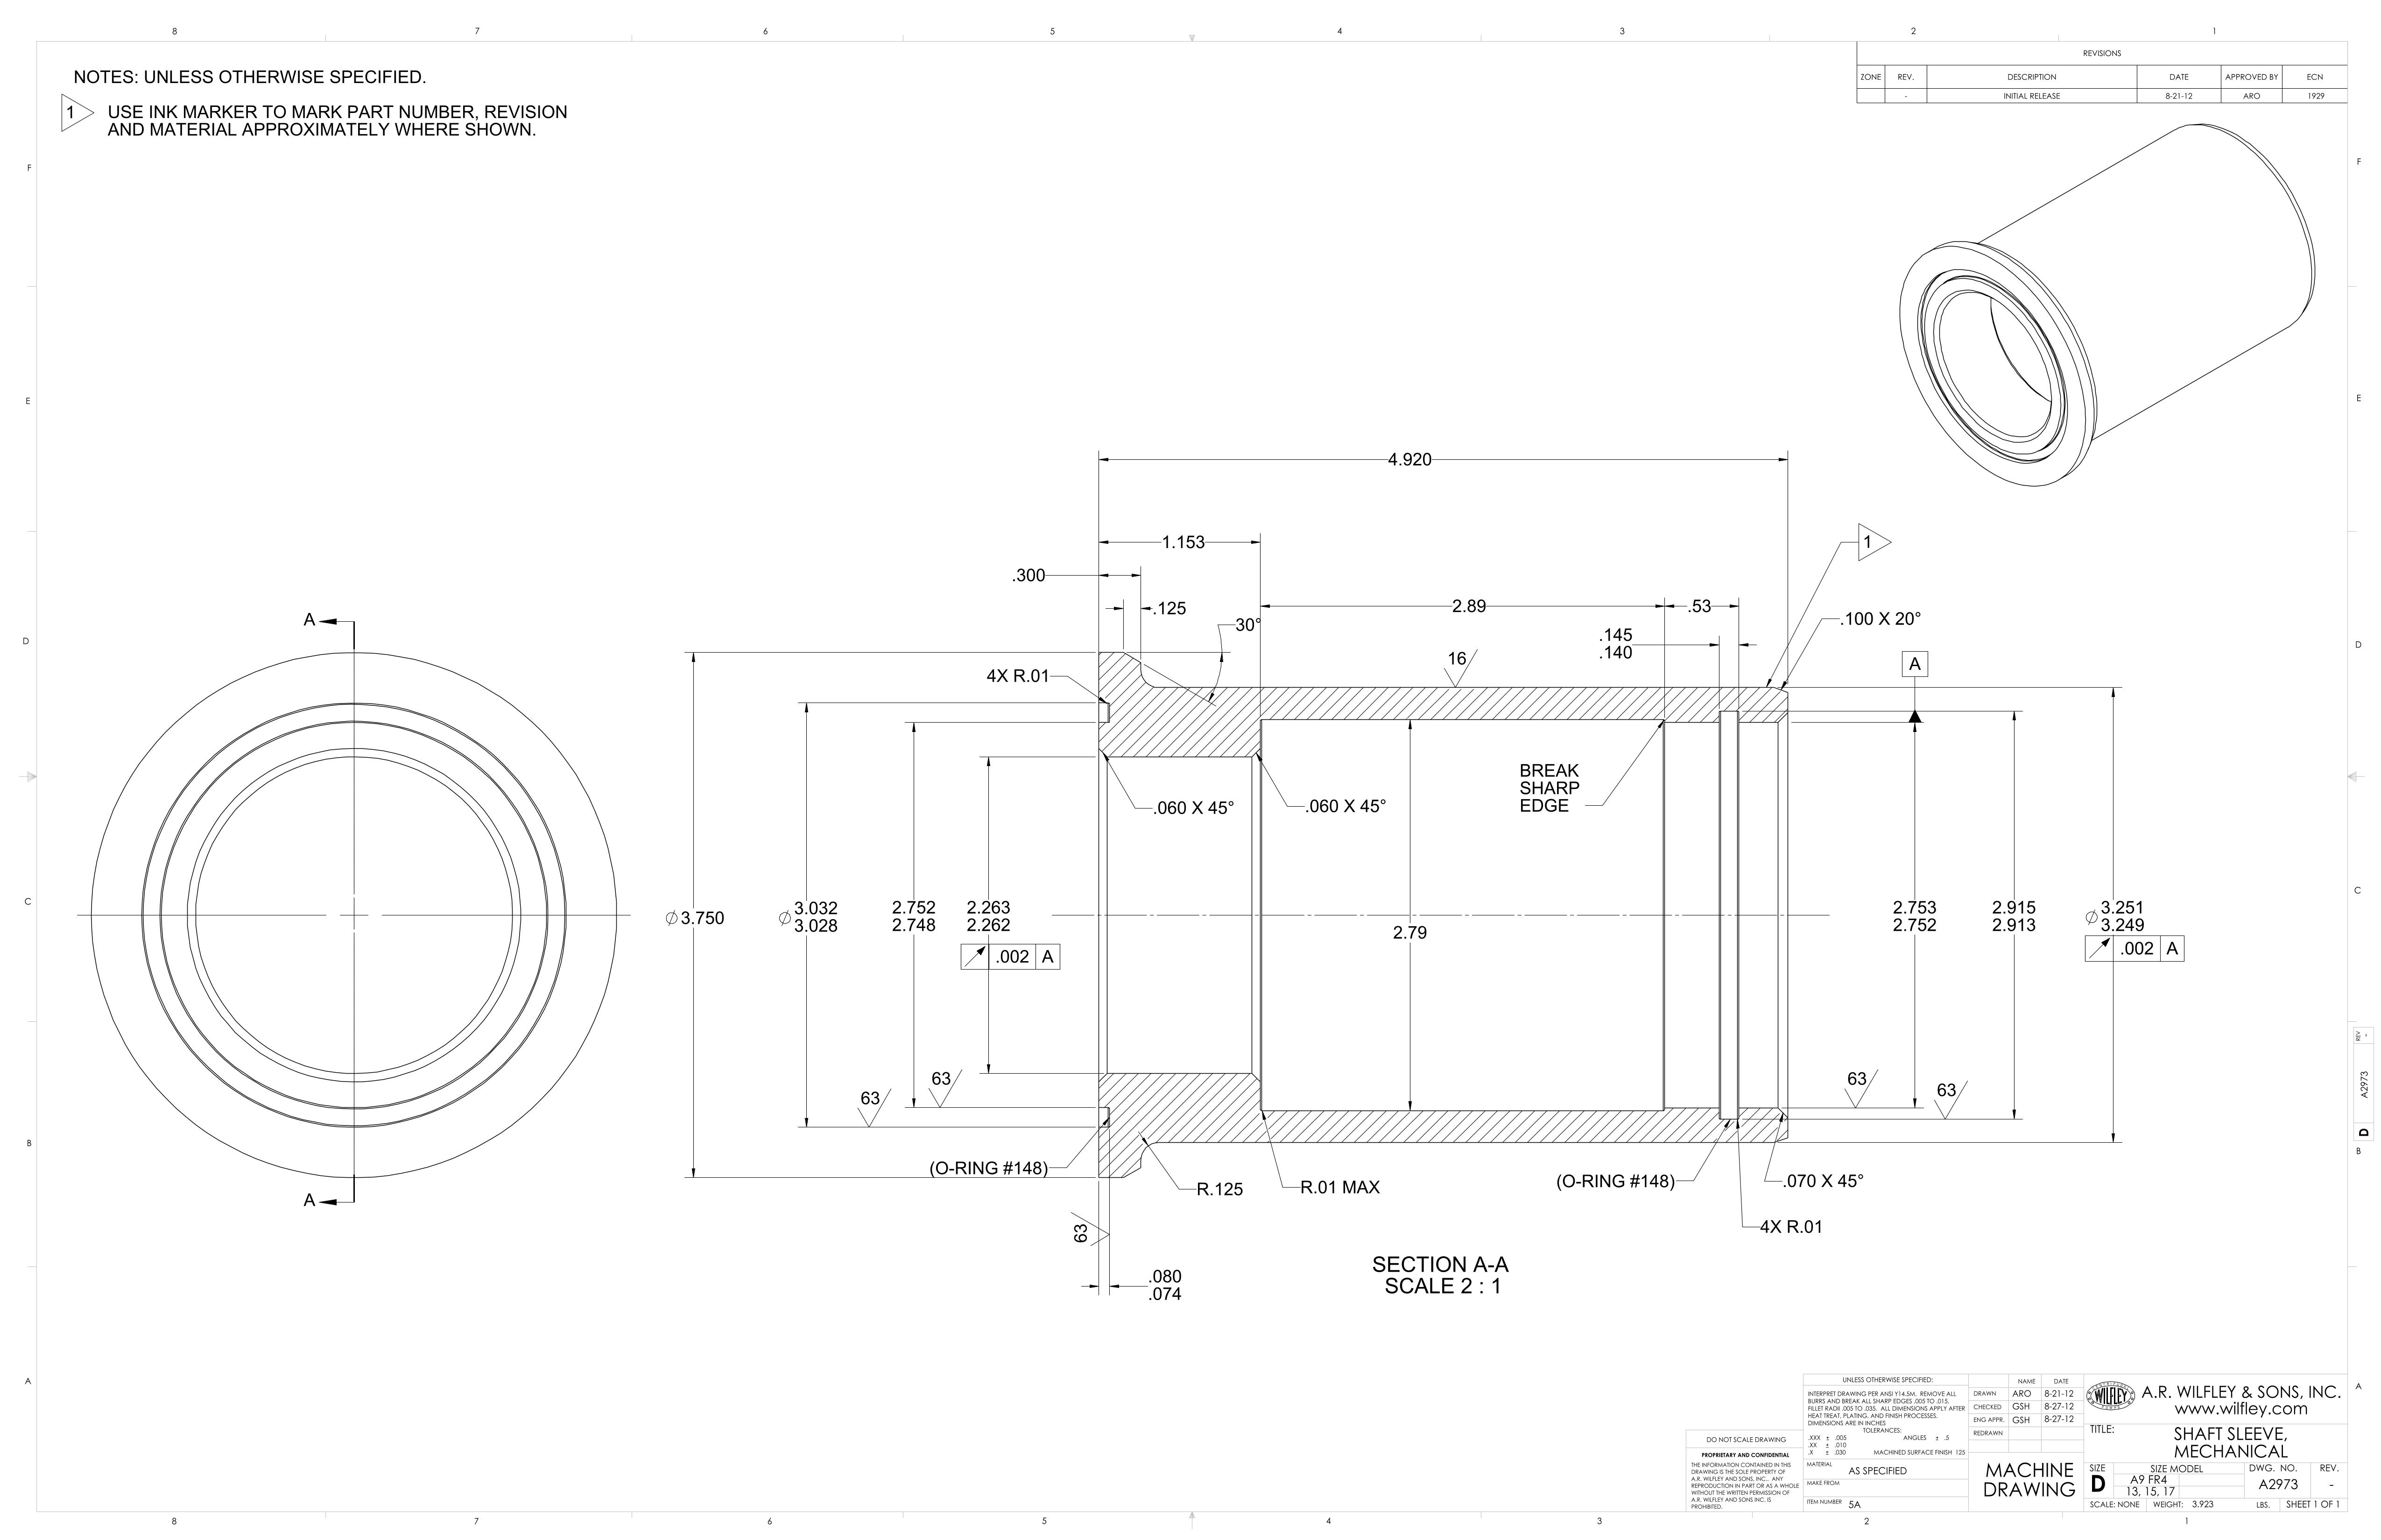 8 7 6 5 4 3 2 1
NOTES: UNLESS OTHERWISE SPECIFIED.
1 USE INK MARKER TO MARK PART NUMBER, REVISION
AND MATERIAL APPROXIMATELY WHERE SHOWN.
REVISIONS
ZONE REV. DESCRIPTION DATE APPROVED BY ECN
- INITIAL RELEASE 8-21-12 ARO 1929
F F
E E
D D
C C
B B
A A
4.920
1.153
1
.300
.125
2.89
.53
30°
.145
.140
.100 X 20°
A
A
16
4X R.01
A
BREAK
SHARP
EDGE
.060 X 45°
.060 X 45°
⌀3.750
⌀ 3.032
3.028
2.752
2.748
2.263
2.262
.002 A
2.79
2.753
2.752
2.915
2.913
⌀ 3.251
3.249
.002 A
63
63
63
63
(O-RING #148)
R.125
R.01 MAX
(O-RING #148)
.070 X 45°
A
4X R.01
63
.080
.074
SECTION A-A
SCALE 2 : 1
REV -
A2973
D
DO NOT SCALE DRAWING
PROPRIETARY AND CONFIDENTIAL
THE INFORMATION CONTAINED IN THIS
DRAWING IS THE SOLE PROPERTY OF
A.R. WILFLEY AND SONS, INC.. ANY
REPRODUCTION IN PART OR AS A WHOLE
WITHOUT THE WRITTEN PERMISSION OF
A.R. WILFLEY AND SONS INC. IS
PROHIBITED.
UNLESS OTHERWISE SPECIFIED:
INTERPRET DRAWING PER ANSI Y14.5M. REMOVE ALL
BURRS AND BREAK ALL SHARP EDGES .005 TO .015.
FILLET RADII .005 TO .035. ALL DIMENSIONS APPLY AFTER
HEAT TREAT, PLATING, AND FINISH PROCESSES.
DIMENSIONS ARE IN INCHES
TOLERANCES:
.XXX ± .005 ANGLES ± .5
.XX ± .010
.X ± .030 MACHINED SURFACE FINISH 125
MATERIAL AS SPECIFIED
MAKE FROM
ITEM NUMBER 5A
NAME DATE
DRAWN ARO 8-21-12
CHECKED GSH 8-27-12
ENG APPR. GSH 8-27-12
REDRAWN
MACHINE
DRAWING
WILFLEY
A.R. WILFLEY & SONS, INC.
www.wilfley.com
TITLE: SHAFT SLEEVE,
MECHANICAL
SIZE D
SIZE MODEL
A9 FR4
13, 15, 17
DWG. NO. A2973
REV. -
SCALE: NONE WEIGHT: 3.923 LBS. SHEET 1 OF 1
8 7 6 5 4 3 2 1